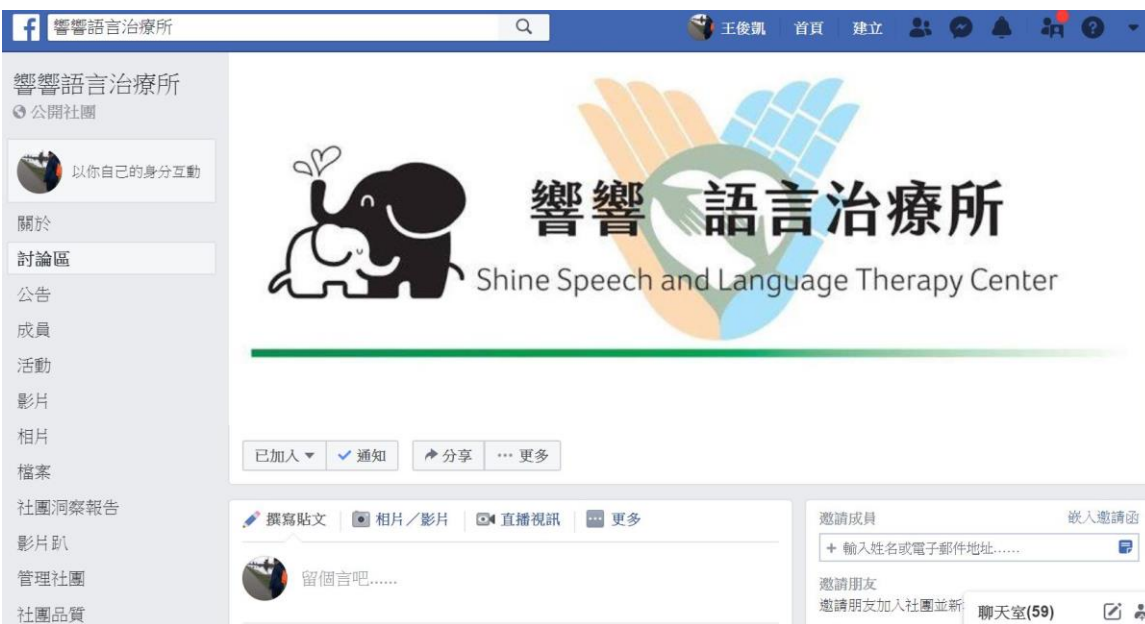 響響語言治療所
王俊凱 首頁 建立
響響語言治療所
公開社團
以你自己的身分互動
關於
討論區
公告
成員
活動
影片
相片
檔案
社團洞察報告
影片趴
管理社團
社團品質
響響 語言治療所
Shine Speech and Language Therapy Center
已加入 通知 分享 ... 更多
撰寫貼文 相片／影片 直播視訊 更多
留個言吧......
邀請成員 嵌入邀請函
+ 輸入姓名或電子郵件地址......
邀請朋友
邀請朋友加入社團並新
聊天室(59)